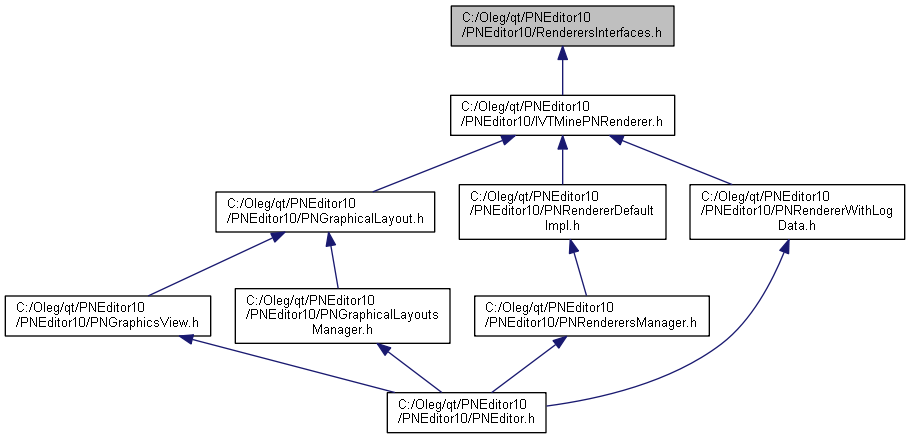 C:/Oleg/qt/PNEditor10
/PNEditor10/RenderersInterfaces.h
C:/Oleg/qt/PNEditor10
/PNEditor10/IVTMinePNRenderer.h
C:/Oleg/qt/PNEditor10
/PNEditor10/PNGraphicalLayout.h
C:/Oleg/qt/PNEditor10
/PNEditor10/PNRendererDefault
Impl.h
C:/Oleg/qt/PNEditor10
/PNEditor10/PNRendererWithLog
Data.h
C:/Oleg/qt/PNEditor10
/PNEditor10/PNGraphicsView.h
C:/Oleg/qt/PNEditor10
/PNEditor10/PNGraphicalLayouts
Manager.h
C:/Oleg/qt/PNEditor10
/PNEditor10/PNRenderersManager.h
C:/Oleg/qt/PNEditor10
/PNEditor10/PNEditor.h